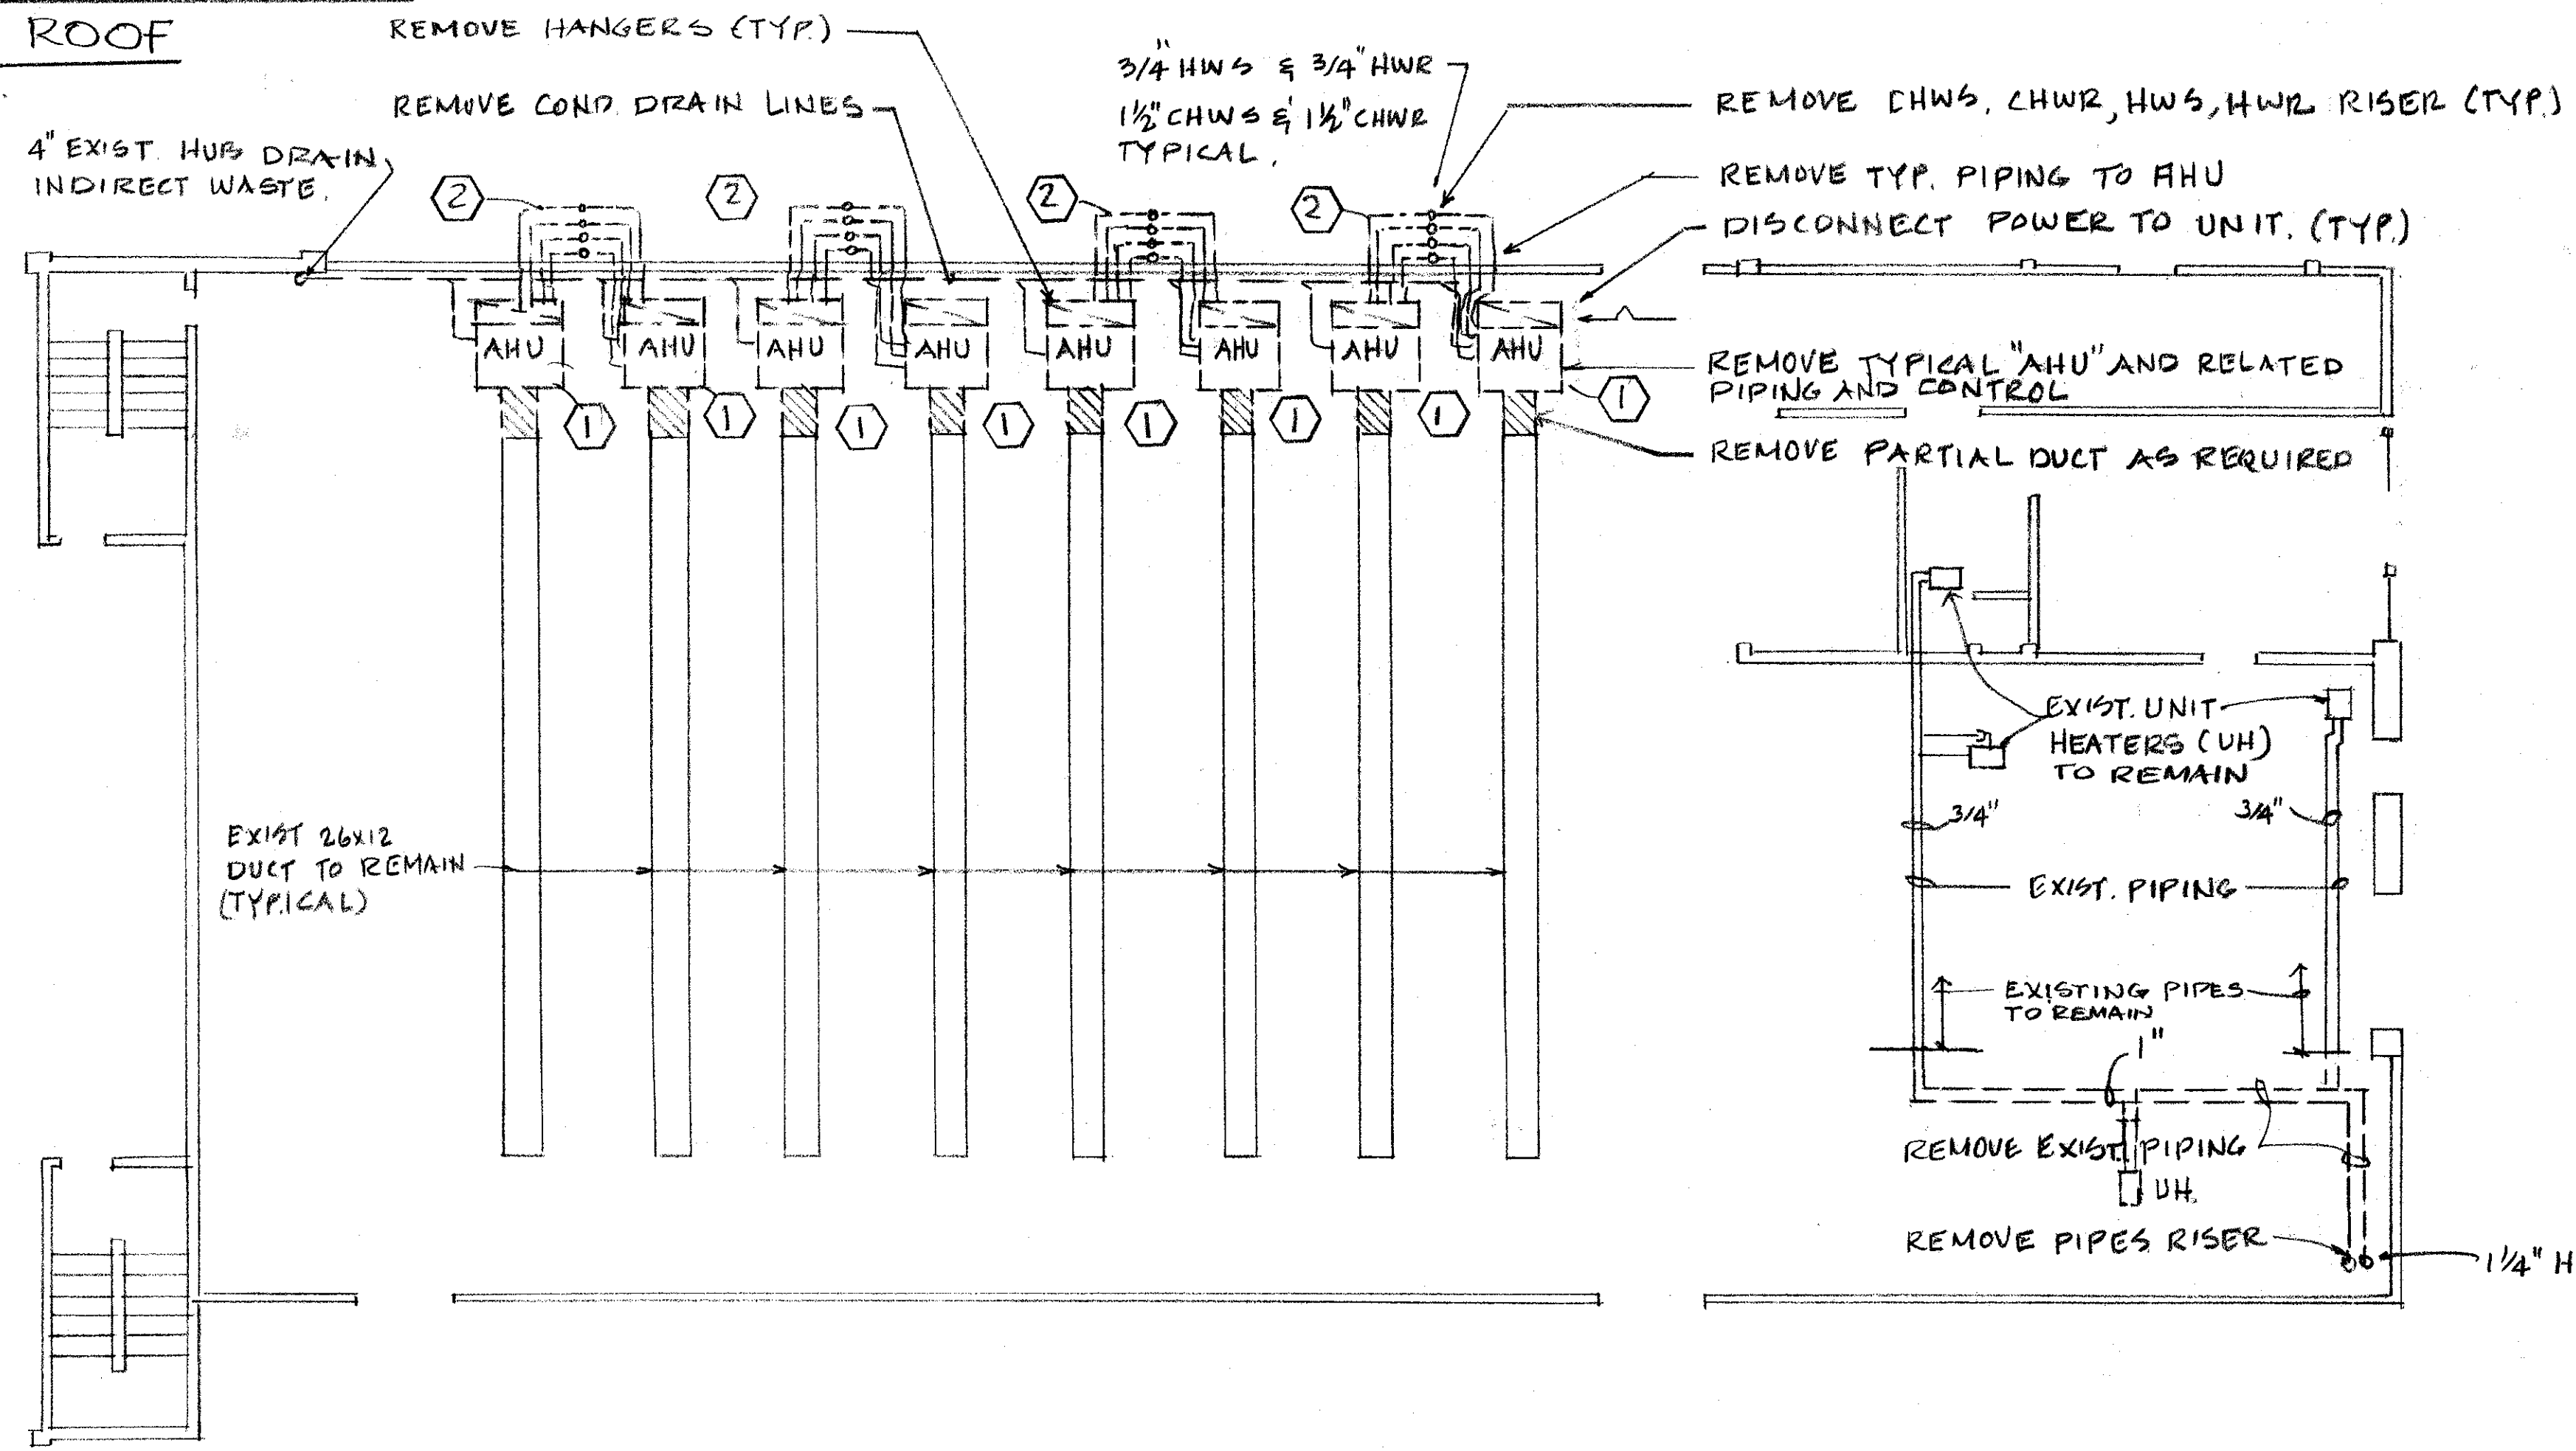 ROOF
REMOVE HANGERS (TYP.)
REMOVE COND. DRAIN LINES
4" EXIST. HUB DRAIN,
INDIRECT WASTE.
3/4" HWS & 3/4" HWR
1½" CHWS & 1½" CHWR
TYPICAL.
REMOVE CHWS, CHWR, HWS, HWR RISER (TYP.)
REMOVE TYP. PIPING TO AHU
DISCONNECT POWER TO UNIT. (TYP.)
2
2
2
2
AHU
AHU
AHU
AHU
AHU
AHU
AHU
AHU
REMOVE TYPICAL "AHU" AND RELATED
PIPING AND CONTROL
1
1
1
1
1
1
1
1
REMOVE PARTIAL DUCT AS REQUIRED
EXIST. UNIT
HEATERS (UH)
TO REMAIN
3/4"
3/4"
EXIST 26x12
DUCT TO REMAIN
(TYPICAL)
EXIST. PIPING
EXISTING PIPES
TO REMAIN
1"
REMOVE EXIST. PIPING
UH.
REMOVE PIPES RISER
1¼" H